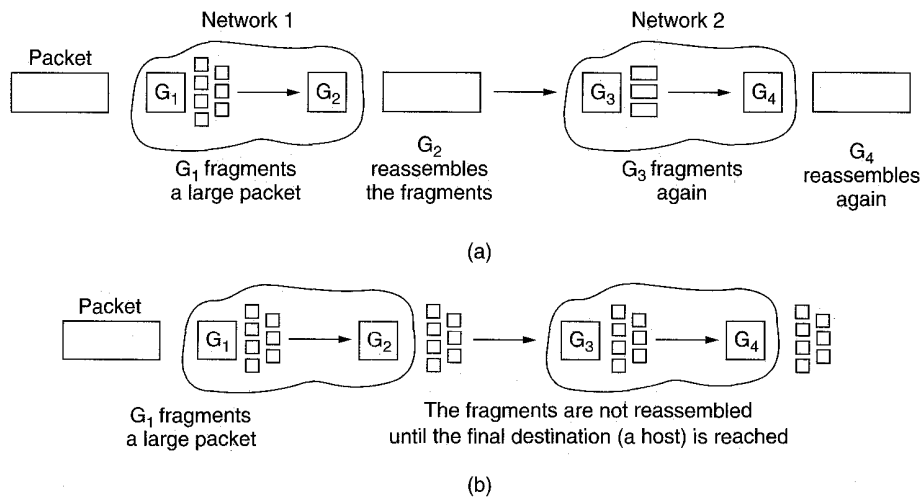 Network 1
Network 2
Packet
G1
G2
G3
G4
G1 fragments
a large packet
G2
reassembles
the fragments
G3 fragments
again
G4
reassembles
again
(a)
Packet
G1
G2
G3
G4
G1 fragments
a large packet
The fragments are not reassembled
until the final destination (a host) is reached
(b)